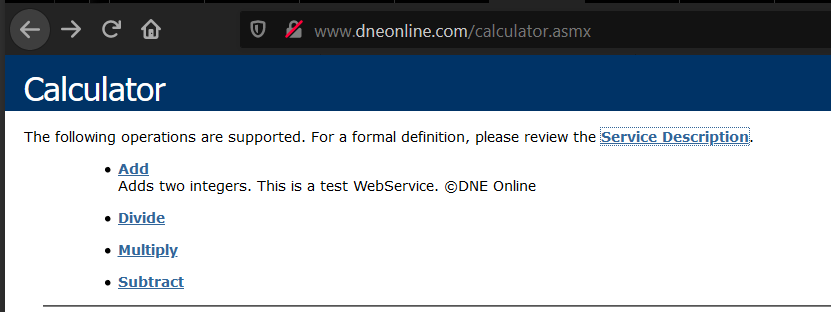 www.dneonline.com/calculator.asmx
Calculator
The following operations are supported. For a formal definition, please review the Service Description.
Add
Adds two integers. This is a test WebService. ©DNE Online
Divide
Multiply
Subtract